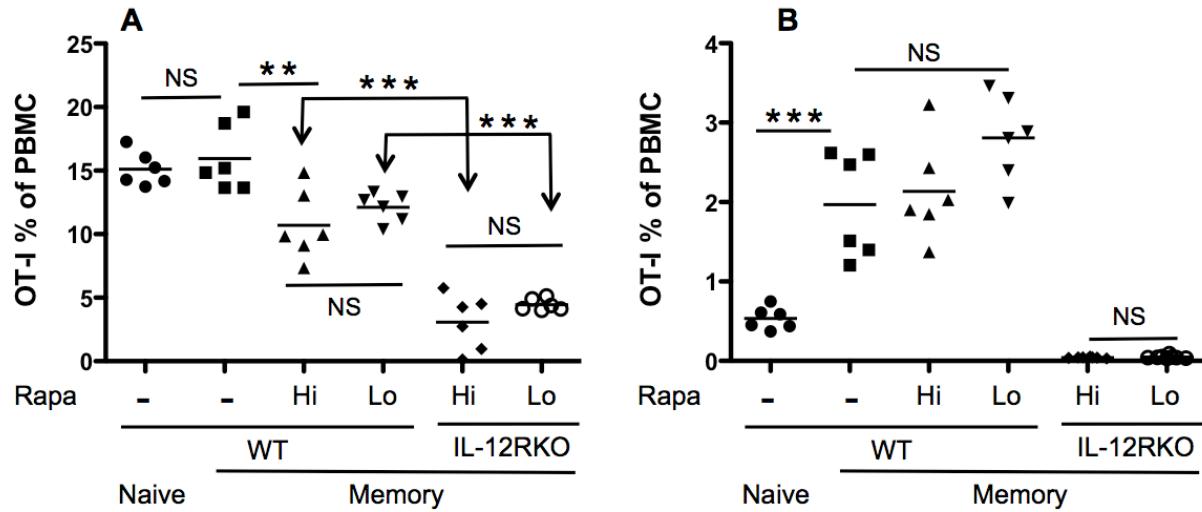 A
OT-I % of PBMC
25
20
15
10
5
0
NS
**
***
***
NS
NS
Rapa - - Hi Lo Hi Lo
WT IL-12RKO
Naive Memory
B
OT-I % of PBMC
4
3
2
1
0
***
NS
NS
Rapa - - Hi Lo Hi Lo
WT IL-12RKO
Naive Memory